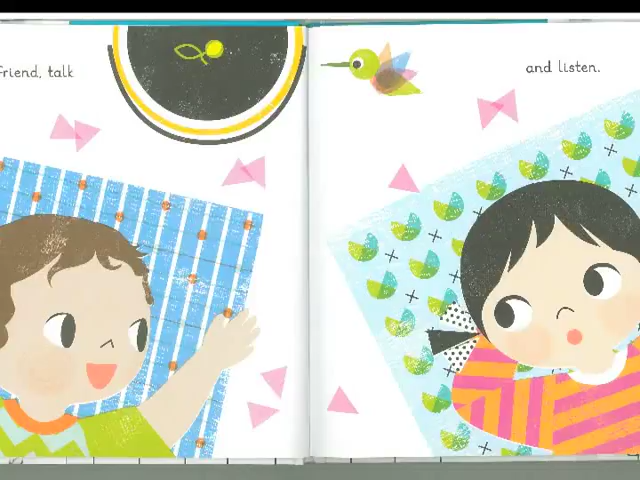 friend, talk
and listen.